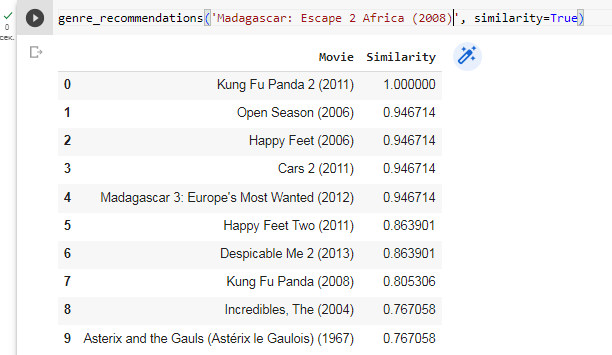 genre_recommendations('Madagascar: Escape 2 Africa (2008)', similarity=True)
0
сек.
Movie Similarity
0 Kung Fu Panda 2 (2011) 1.000000
1 Open Season (2006) 0.946714
2 Happy Feet (2006) 0.946714
3 Cars 2 (2011) 0.946714
4 Madagascar 3: Europe's Most Wanted (2012) 0.946714
5 Happy Feet Two (2011) 0.863901
6 Despicable Me 2 (2013) 0.863901
7 Kung Fu Panda (2008) 0.805306
8 Incredibles, The (2004) 0.767058
9 Asterix and the Gauls (Astérix le Gaulois) (1967) 0.767058